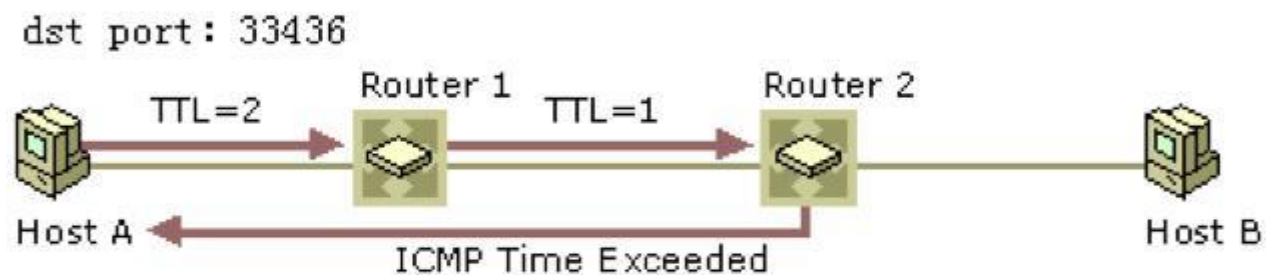 dst port: 33436
Router 1
Router 2
TTL=2
TTL=1
Host A
Host B
ICMP Time Exceeded